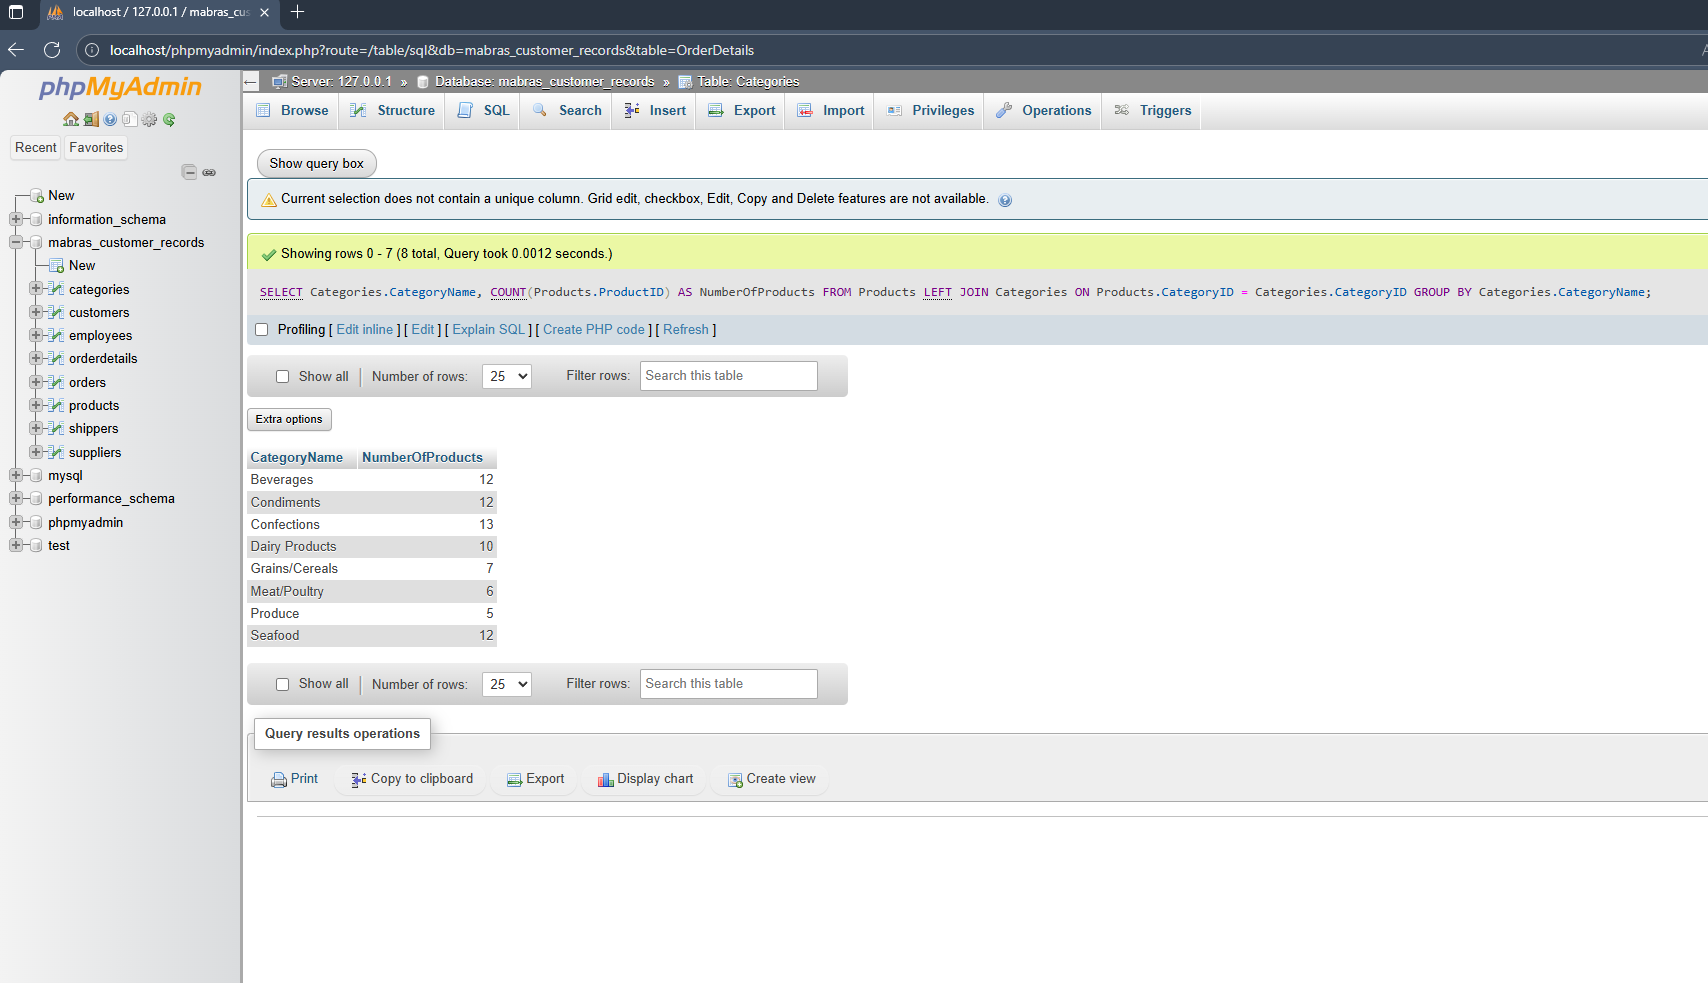 localhost / 127.0.0.1 / mabras_cus
localhost/phpmyadmin/index.php?route=/table/sql&db=mabras_customer_records&table=OrderDetails
phpMyAdmin
Recent Favorites
New
information_schema
mabras_customer_records
New
categories
customers
employees
orderdetails
orders
products
shippers
suppliers
mysql
performance_schema
phpmyadmin
test
Server: 127.0.0.1 » Database: mabras_customer_records » Table: Categories
Browse Structure SQL Search Insert Export Import Privileges Operations Triggers
Show query box
Current selection does not contain a unique column. Grid edit, checkbox, Edit, Copy and Delete features are not available.
Showing rows 0 - 7 (8 total, Query took 0.0012 seconds.)
SELECT Categories.CategoryName, COUNT(Products.ProductID) AS NumberOfProducts FROM Products LEFT JOIN Categories ON Products.CategoryID = Categories.CategoryID GROUP BY Categories.CategoryName;
Profiling [ Edit inline ] [ Edit ] [ Explain SQL ] [ Create PHP code ] [ Refresh ]
Show all | Number of rows: 25 Filter rows: Search this table
Extra options
CategoryName NumberOfProducts
Beverages 12
Condiments 12
Confections 13
Dairy Products 10
Grains/Cereals 7
Meat/Poultry 6
Produce 5
Seafood 12
Show all | Number of rows: 25 Filter rows: Search this table
Query results operations
Print Copy to clipboard Export Display chart Create view